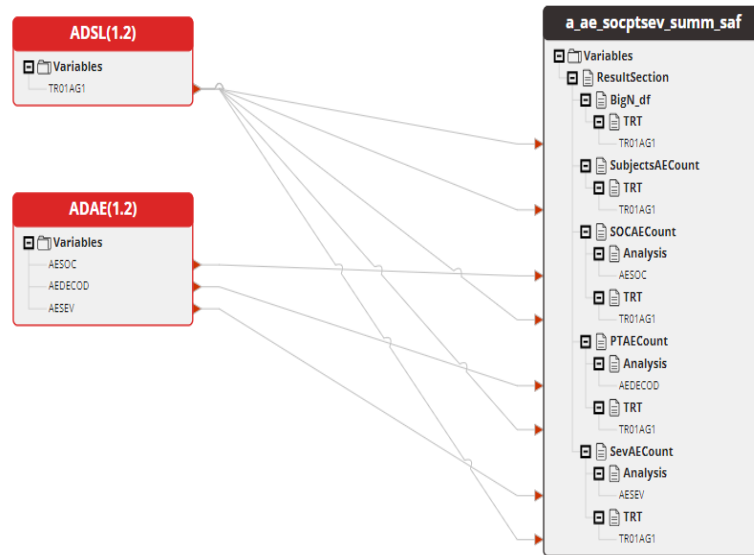 ADSL(1.2)
Variables
TR01AG1
ADAE(1.2)
Variables
AESOC
AEDECOD
AESEV
a_ae_socptsev_summ_saf
Variables
ResultSection
BigN_df
TRT
TR01AG1
SubjectsAECount
TRT
TR01AG1
SOCAECount
Analysis
AESOC
TRT
TR01AG1
PTAECount
Analysis
AEDECOD
TRT
TR01AG1
SevAECount
Analysis
AESEV
TRT
TR01AG1